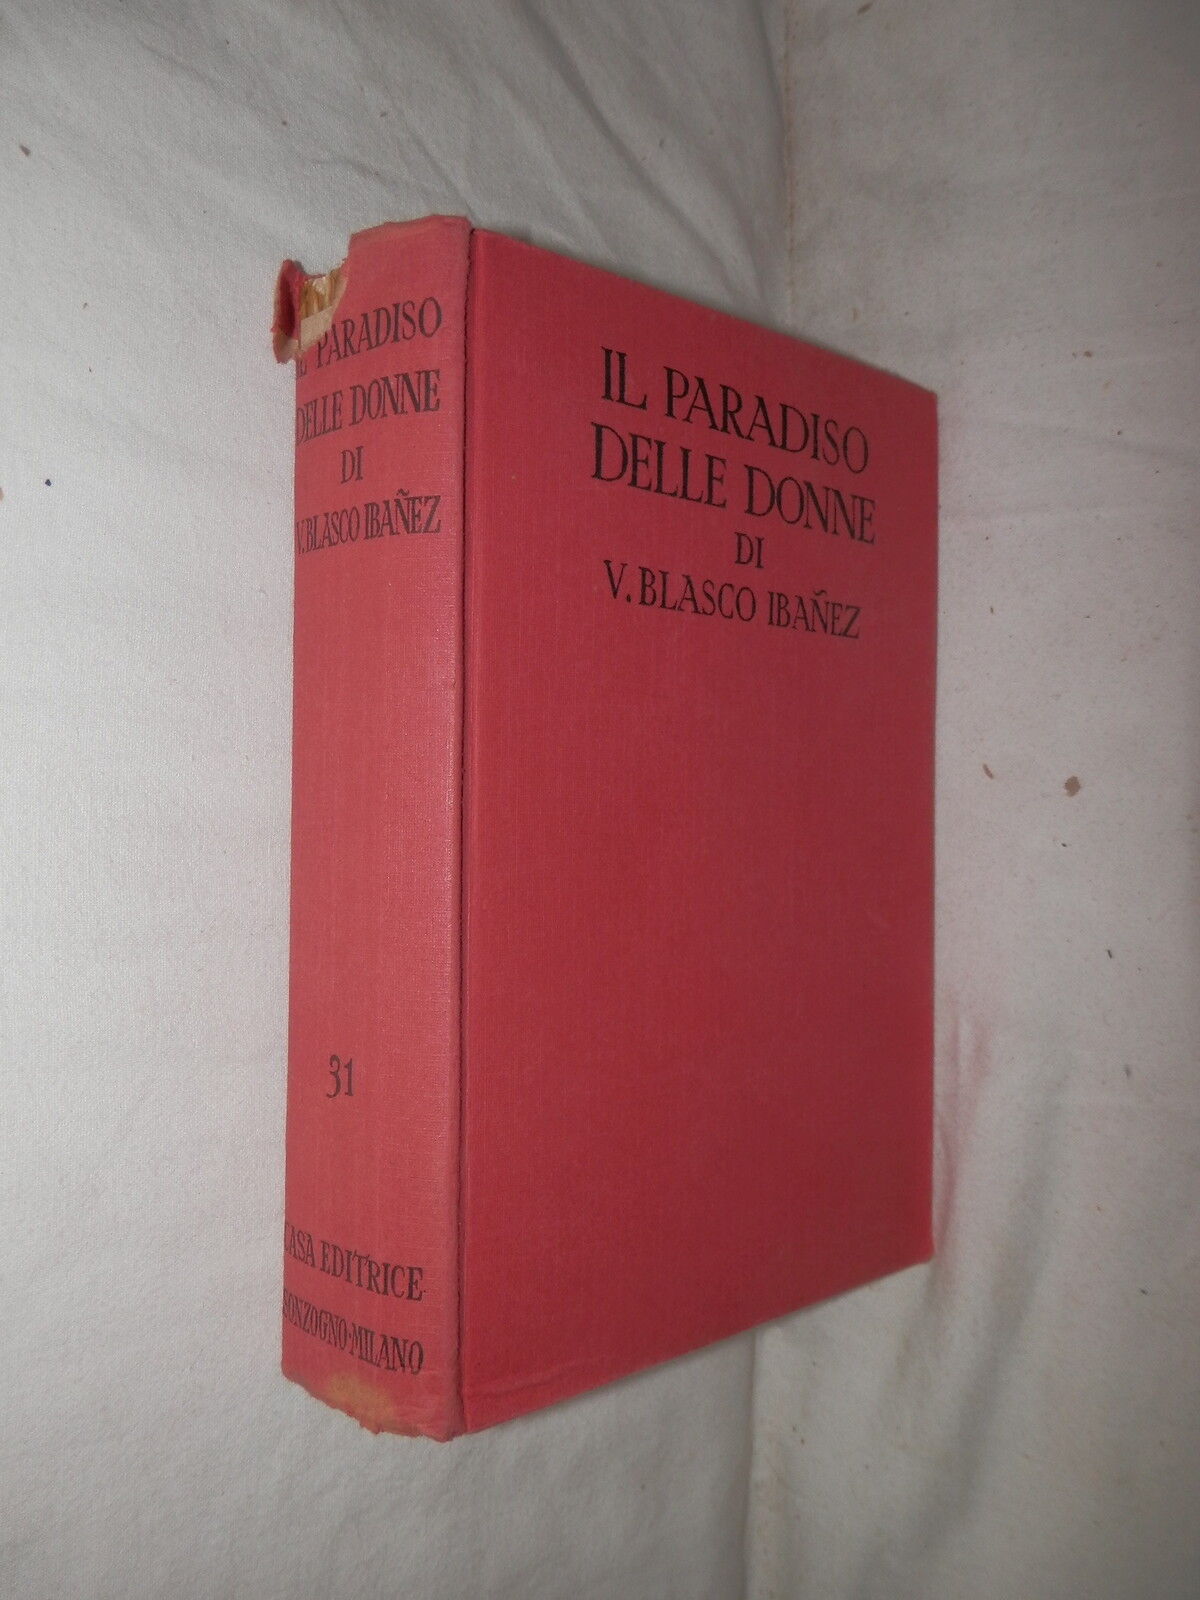 IL PARADISO
DELLE DONNE
DI
V. BLASCO IBAÑEZ
31
CASA EDITRICE
SONZOGNO·MILANO
IL PARADISO
DELLE DONNE
DI
V. BLASCO IBAÑEZ